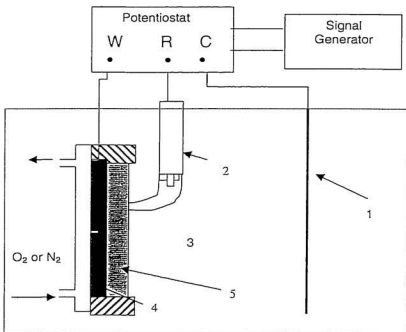 Potentiostat
W R C
Signal
Generator
2
1
3
O₂ or N₂
5
4